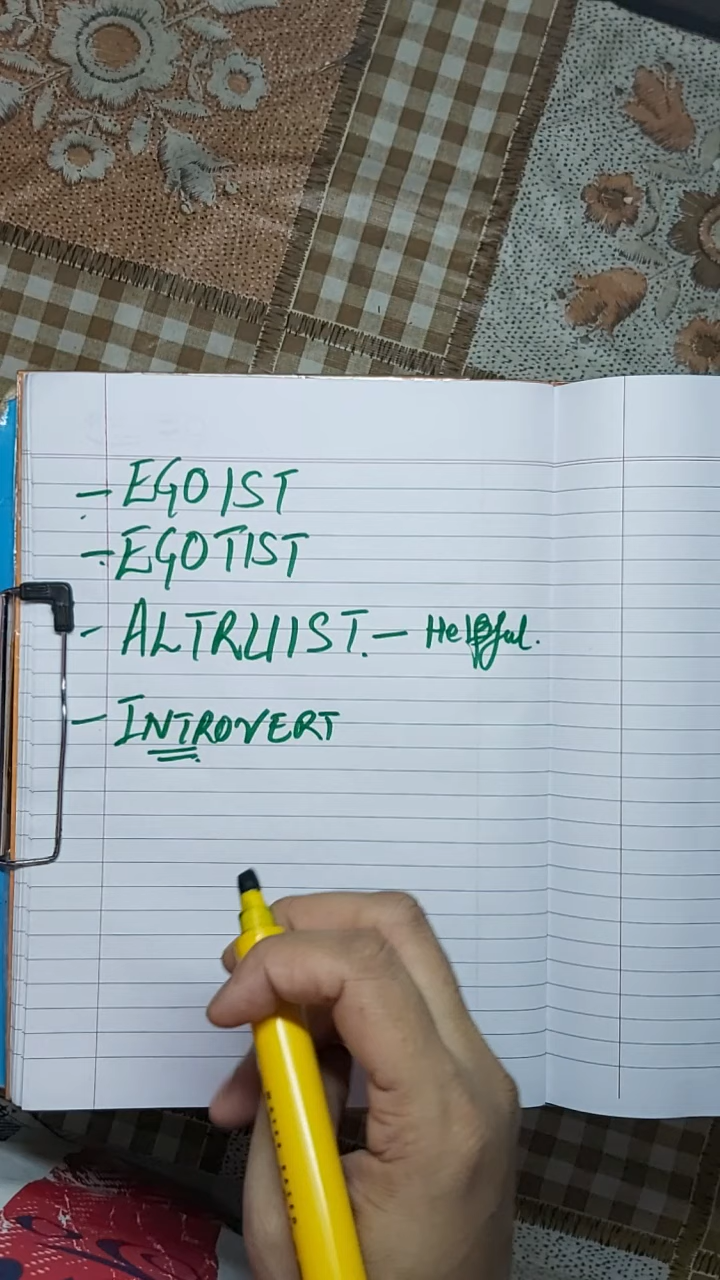 - EGOIST
- EGOTIST
- ALTRUIST. - Helpful.
- INTROVERT